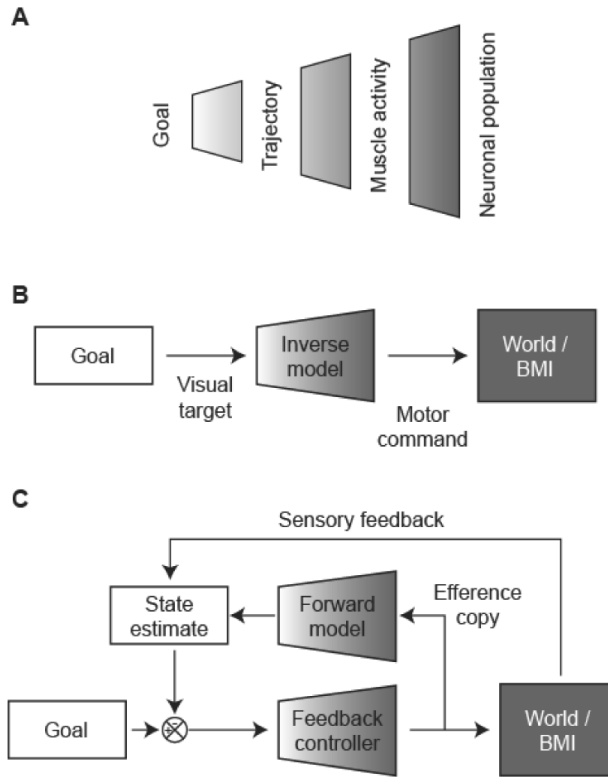 A
Goal
Trajectory
Muscle activity
Neuronal population
B
Goal
Visual
target
Inverse
model
Motor
command
World /
BMI
C
Sensory feedback
State
estimate
Forward
model
Efference
copy
Goal
Feedback
controller
World /
BMI